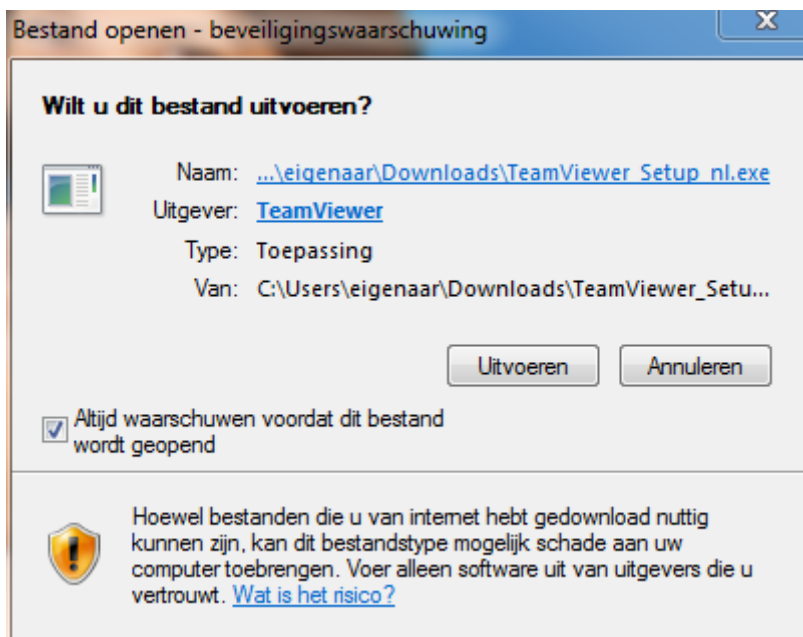 Bestand openen - beveiligingswaarschuwing
X
Wilt u dit bestand uitvoeren?
Naam: ...\eigenaar\Downloads\TeamViewer_Setup_nl.exe
Uitgever: TeamViewer
Type: Toepassing
Van: C:\Users\eigenaar\Downloads\TeamViewer_Setu...
Uitvoeren Annuleren
Altijd waarschuwen voordat dit bestand
wordt geopend
Hoewel bestanden die u van internet hebt gedownload nuttig
kunnen zijn, kan dit bestandstype mogelijk schade aan uw
computer toebrengen. Voer alleen software uit van uitgevers die u
vertrouwt. Wat is het risico?